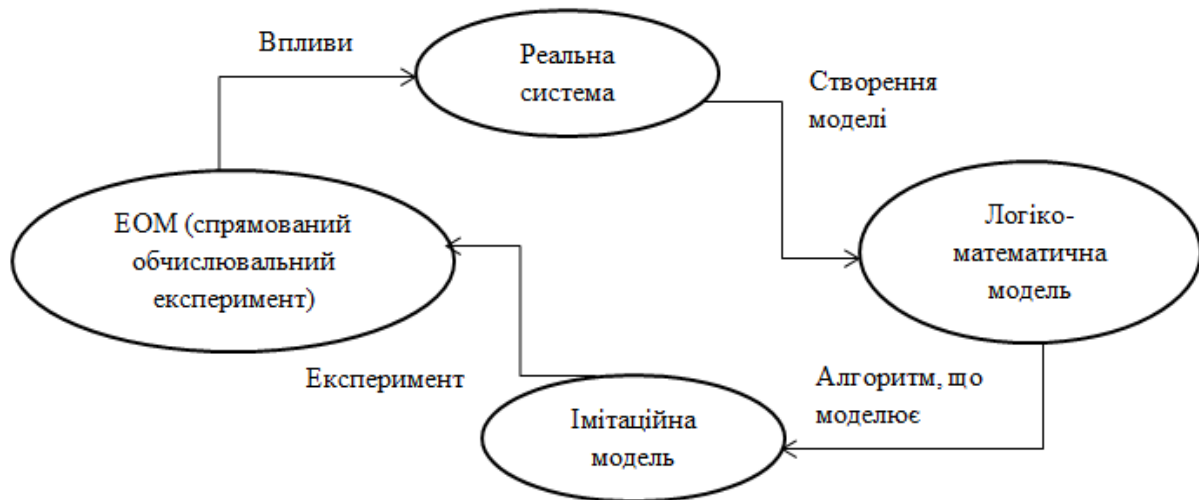 Впливи
Реальна
система
Створення
моделі
Логіко-
математична
модель
ЕОМ (спрямований
обчислювальний
експеримент)
Експеримент
Алгоритм, що
моделює
Імітаційна
модель